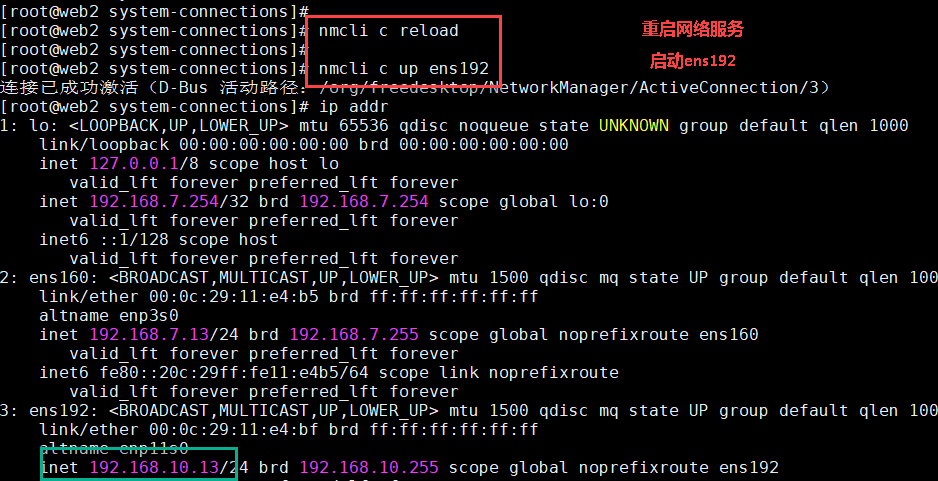 [root@web2 system-connections]#
[root@web2 system-connections]# nmcli c reload
重启网络服务
[root@web2 system-connections]#
启动ens192
[root@web2 system-connections]# nmcli c up ens192
连接已成功激活（D-Bus 活动路径：/org/freedesktop/NetworkManager/ActiveConnection/3）
[root@web2 system-connections]# ip addr
1: lo: <LOOPBACK,UP,LOWER_UP> mtu 65536 qdisc noqueue state UNKNOWN group default qlen 1000
link/loopback 00:00:00:00:00:00 brd 00:00:00:00:00:00
inet 127.0.0.1/8 scope host lo
valid_lft forever preferred_lft forever
inet 192.168.7.254/32 brd 192.168.7.254 scope global lo:0
valid_lft forever preferred_lft forever
inet6 ::1/128 scope host
valid_lft forever preferred_lft forever
2: ens160: <BROADCAST,MULTICAST,UP,LOWER_UP> mtu 1500 qdisc mq state UP group default qlen 100
link/ether 00:0c:29:11:e4:b5 brd ff:ff:ff:ff:ff:ff
altname enp3s0
inet 192.168.7.13/24 brd 192.168.7.255 scope global noprefixroute ens160
valid_lft forever preferred_lft forever
inet6 fe80::20c:29ff:fe11:e4b5/64 scope link noprefixroute
valid_lft forever preferred_lft forever
3: ens192: <BROADCAST,MULTICAST,UP,LOWER_UP> mtu 1500 qdisc mq state UP group default qlen 100
link/ether 00:0c:29:11:e4:bf brd ff:ff:ff:ff:ff:ff
altname enp11s0
inet 192.168.10.13/24 brd 192.168.10.255 scope global noprefixroute ens192